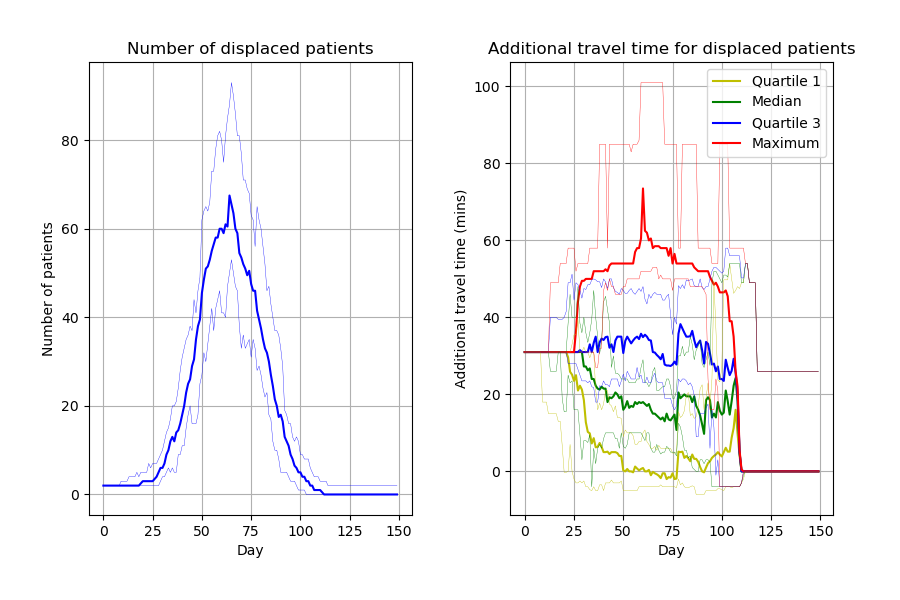 Number of displaced patients
Number of patients
80
60
40
20
0
0 25 50 75 100 125 150
Day
Additional travel time for displaced patients
Additional travel time (mins)
100
80
60
40
20
0
0 25 50 75 100 125 150
Day
Quartile 1
Median
Quartile 3
Maximum